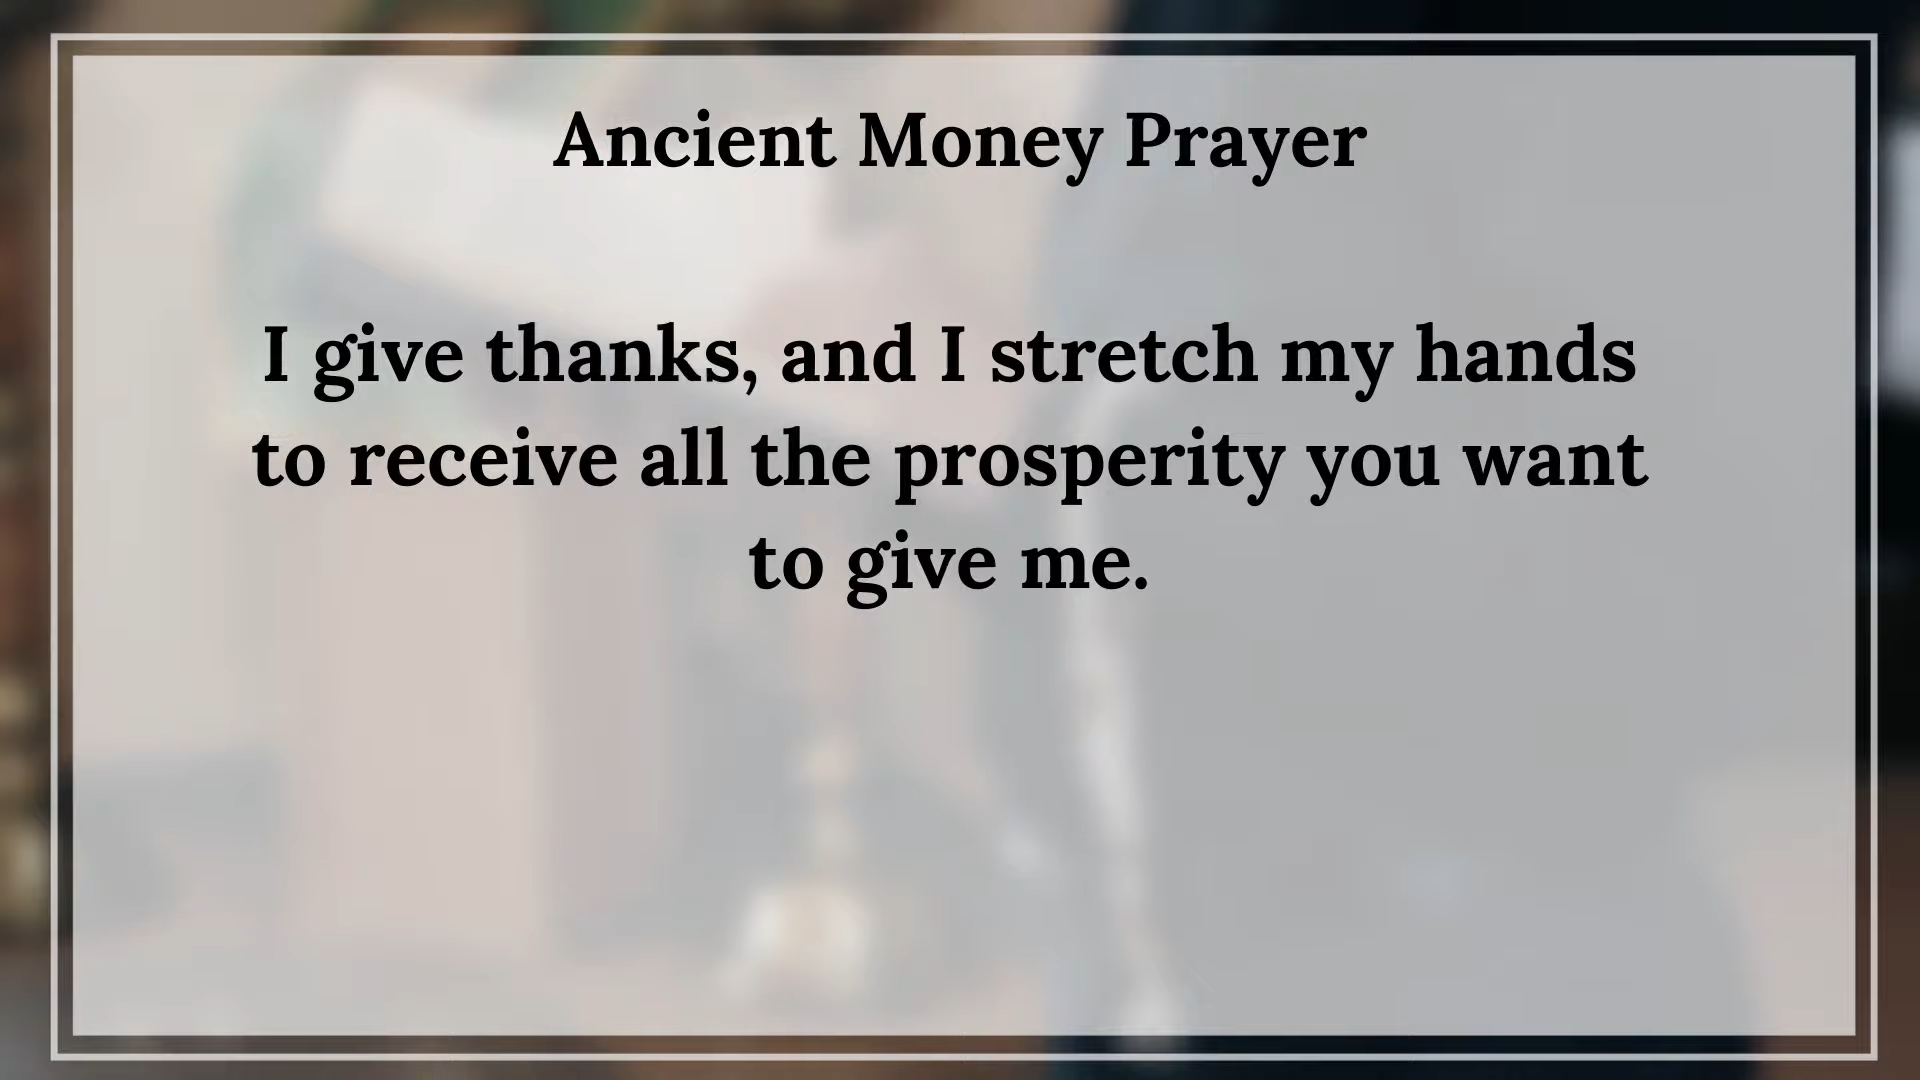 Ancient Money Prayer
I give thanks, and I stretch my hands
to receive all the prosperity you want
to give me.